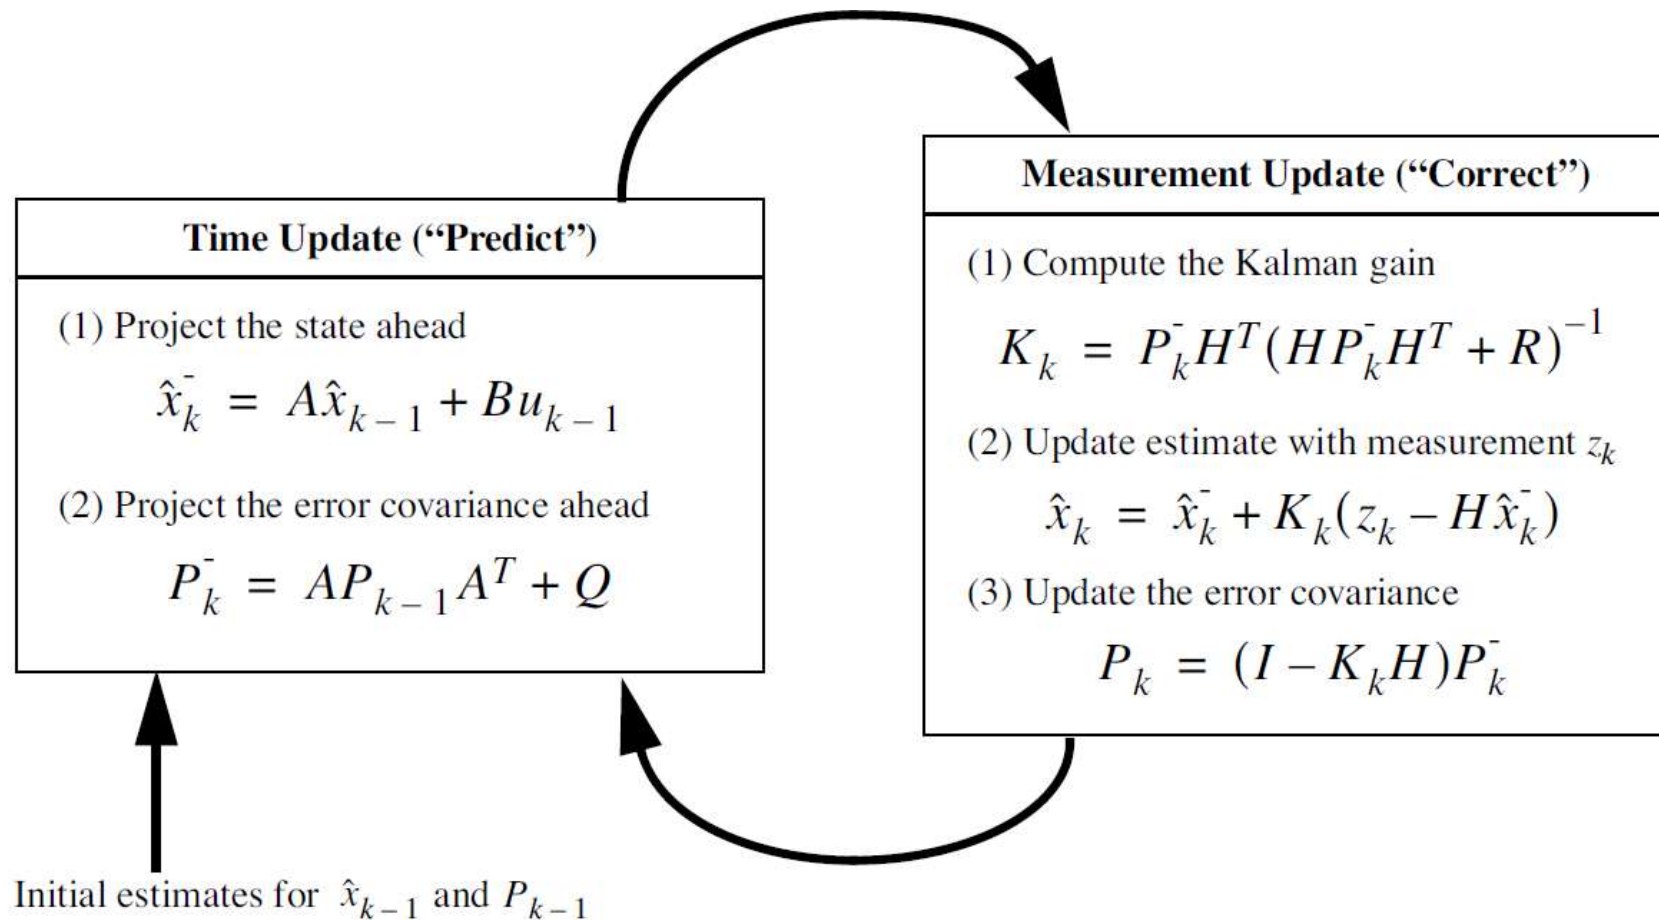 Time Update (“Predict”)
(1) Project the state ahead
x̂⁻ₖ = Ax̂ₖ₋₁ + Buₖ₋₁
(2) Project the error covariance ahead
P⁻ₖ = APₖ₋₁Aᵀ + Q
Initial estimates for x̂ₖ₋₁ and Pₖ₋₁
Measurement Update (“Correct”)
(1) Compute the Kalman gain
Kₖ = P⁻ₖHᵀ(HP⁻ₖHᵀ + R)⁻¹
(2) Update estimate with measurement zₖ
x̂ₖ = x̂⁻ₖ + Kₖ(zₖ – Hx̂⁻ₖ)
(3) Update the error covariance
Pₖ = (I – KₖH)P⁻ₖ